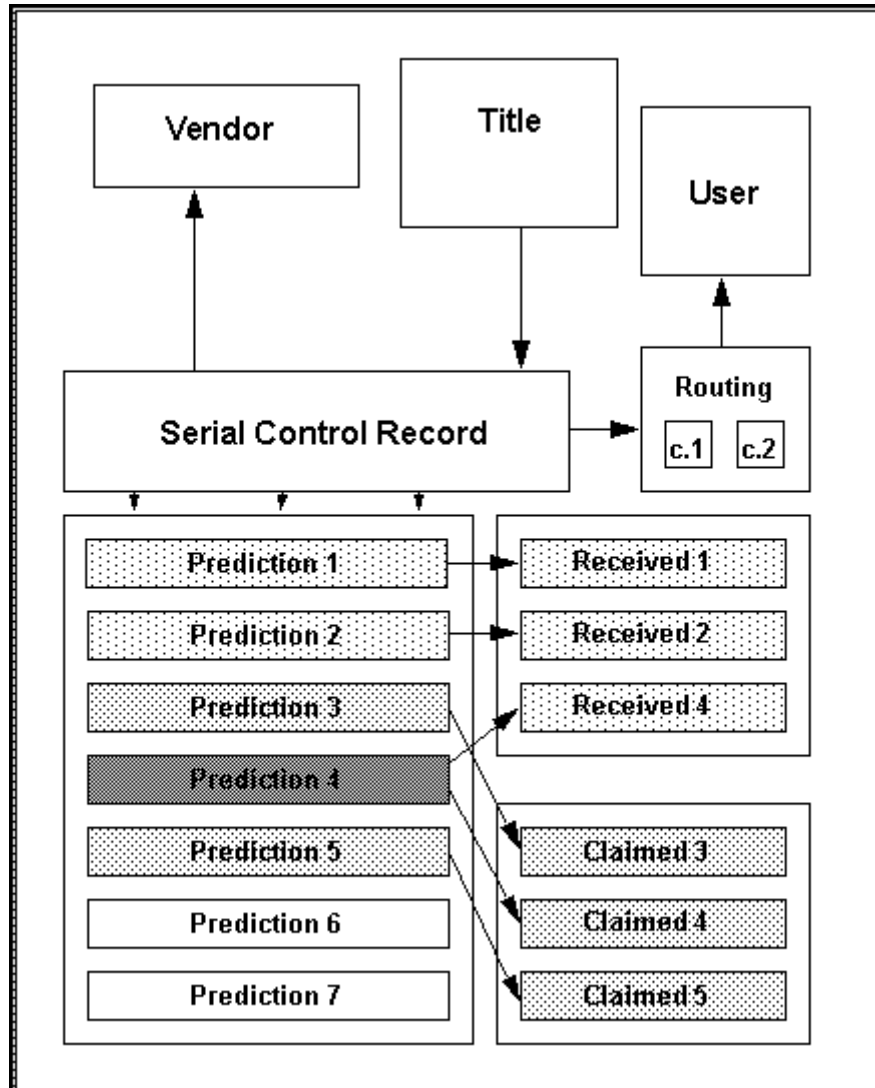 Vendor
Title
User
Serial Control Record
Routing
c.1 c.2
Prediction 1
Received 1
Prediction 2
Received 2
Prediction 3
Received 4
Prediction 4
Prediction 5
Claimed 3
Prediction 6
Claimed 4
Prediction 7
Claimed 5